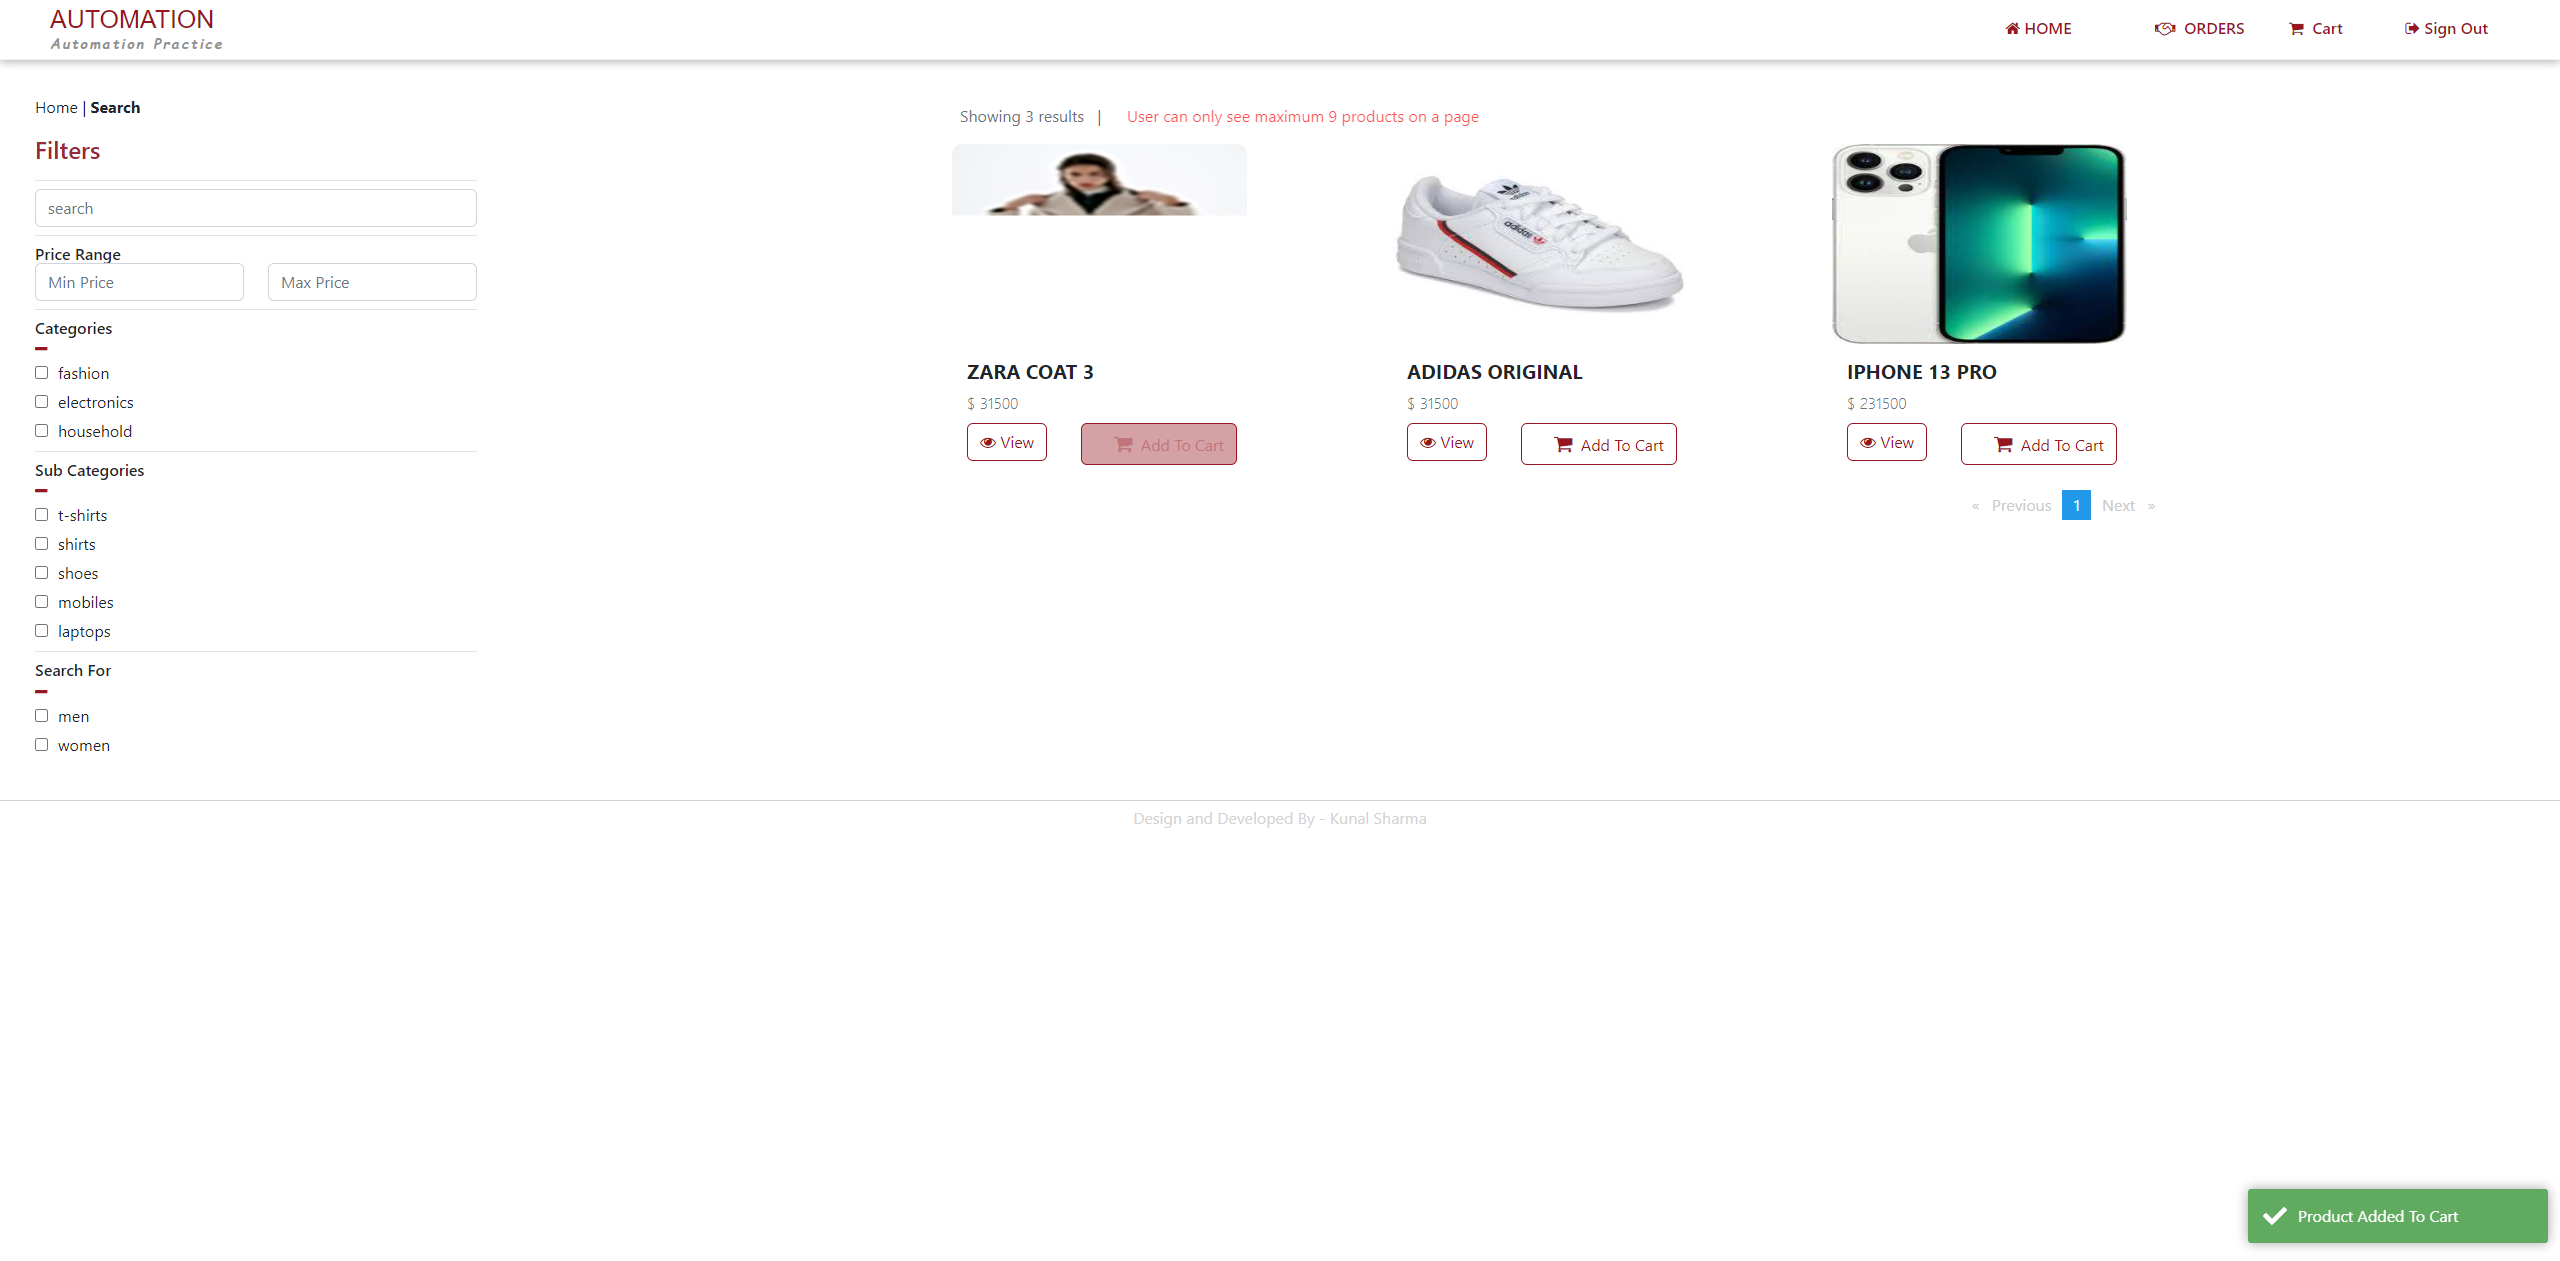 AUTOMATION
Automation Practice
HOME
ORDERS
Cart
Sign Out
Home | Search
Filters
search
Price Range
Min Price
Max Price
Categories
fashion
electronics
household
Sub Categories
t-shirts
shirts
shoes
mobiles
laptops
Search For
men
women
Showing 3 results |
User can only see maximum 9 products on a page
adidas
ZARA COAT 3
$ 31500
View
Add To Cart
ADIDAS ORIGINAL
$ 31500
View
Add To Cart
IPHONE 13 PRO
$ 231500
View
Add To Cart
« Previous 1 Next »
Design and Developed By - Kunal Sharma
Product Added To Cart